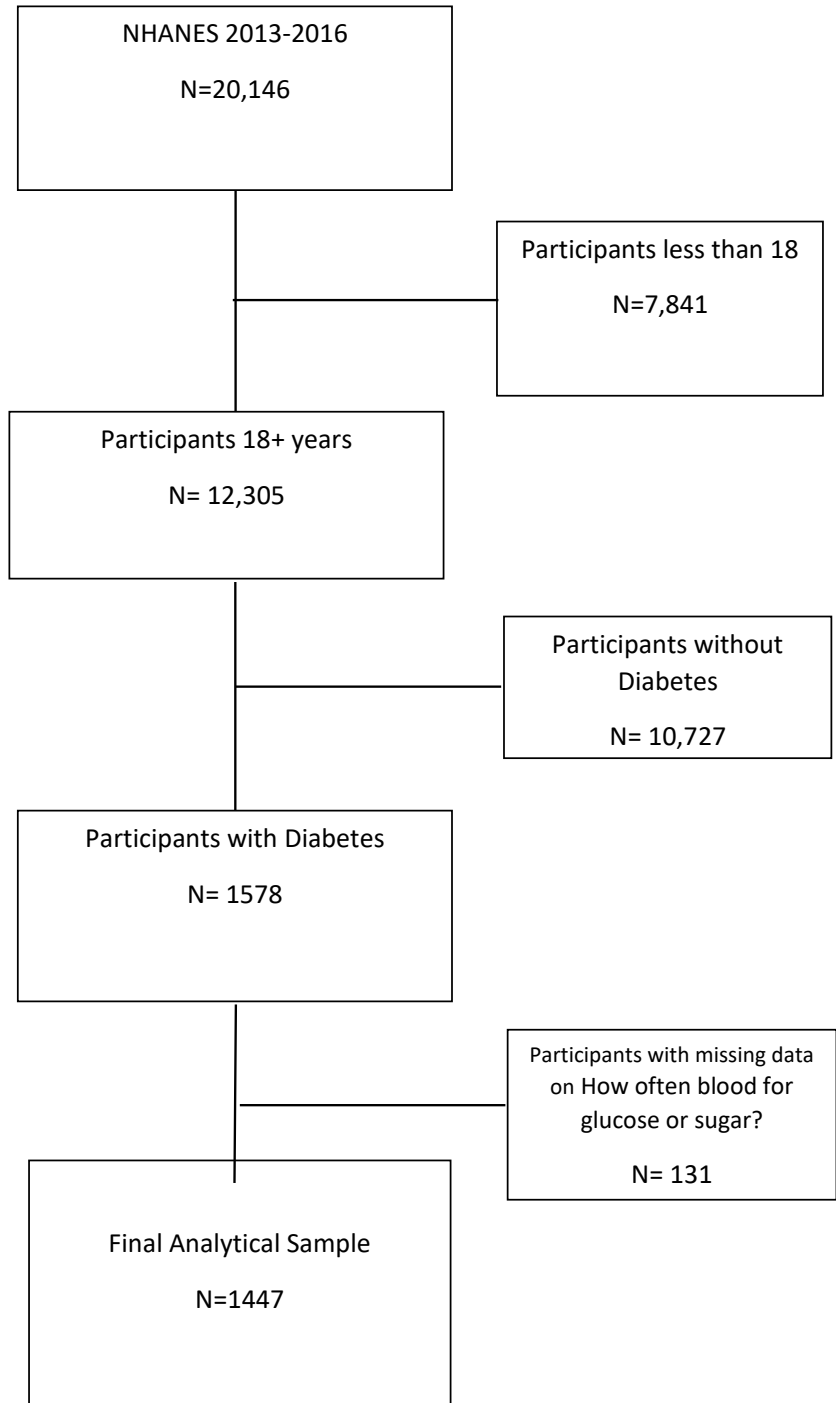 NHANES 2013-2016
N=20,146
Participants less than 18
N=7,841
Participants 18+ years
N= 12,305
Participants without
Diabetes
N= 10,727
Participants with Diabetes
N= 1578
Participants with missing data
on How often blood for
glucose or sugar?
N= 131
Final Analytical Sample
N=1447